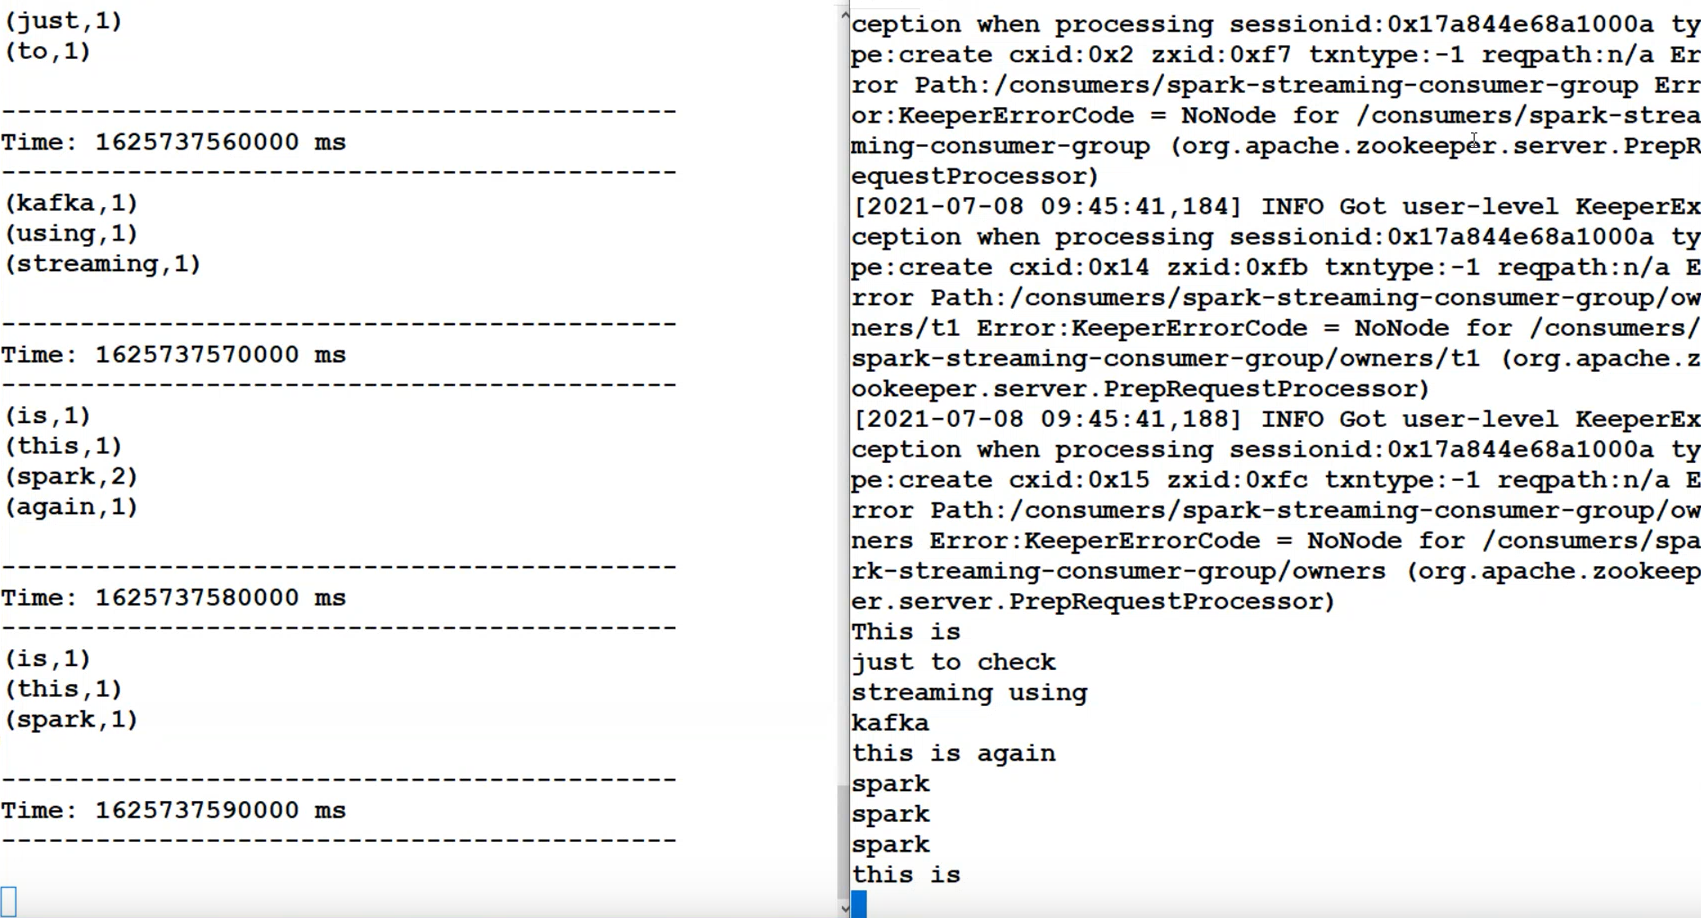 (just,1)
(to,1)
-------------------------------------------
Time: 1625737560000 ms
-------------------------------------------
(kafka,1)
(using,1)
(streaming,1)
-------------------------------------------
Time: 1625737570000 ms
-------------------------------------------
(is,1)
(this,1)
(spark,2)
(again,1)
-------------------------------------------
Time: 1625737580000 ms
-------------------------------------------
(is,1)
(this,1)
(spark,1)
-------------------------------------------
Time: 1625737590000 ms
-------------------------------------------
ception when processing sessionid:0x17a844e68a1000a ty
pe:create cxid:0x2 zxid:0xf7 txntype:-1 reqpath:n/a Er
ror Path:/consumers/spark-streaming-consumer-group Err
or:KeeperErrorCode = NoNode for /consumers/spark-strea
ming-consumer-group (org.apache.zookeeper.server.PrepR
equestProcessor)
[2021-07-08 09:45:41,184] INFO Got user-level KeeperEx
ception when processing sessionid:0x17a844e68a1000a ty
pe:create cxid:0x14 zxid:0xfb txntype:-1 reqpath:n/a E
rror Path:/consumers/spark-streaming-consumer-group/ow
ners/t1 Error:KeeperErrorCode = NoNode for /consumers/
spark-streaming-consumer-group/owners/t1 (org.apache.z
ookeeper.server.PrepRequestProcessor)
[2021-07-08 09:45:41,188] INFO Got user-level KeeperEx
ception when processing sessionid:0x17a844e68a1000a ty
pe:create cxid:0x15 zxid:0xfc txntype:-1 reqpath:n/a E
rror Path:/consumers/spark-streaming-consumer-group/ow
ners Error:KeeperErrorCode = NoNode for /consumers/spa
rk-streaming-consumer-group/owners (org.apache.zookeep
er.server.PrepRequestProcessor)
This is
just to check
streaming using
kafka
this is again
spark
spark
spark
this is